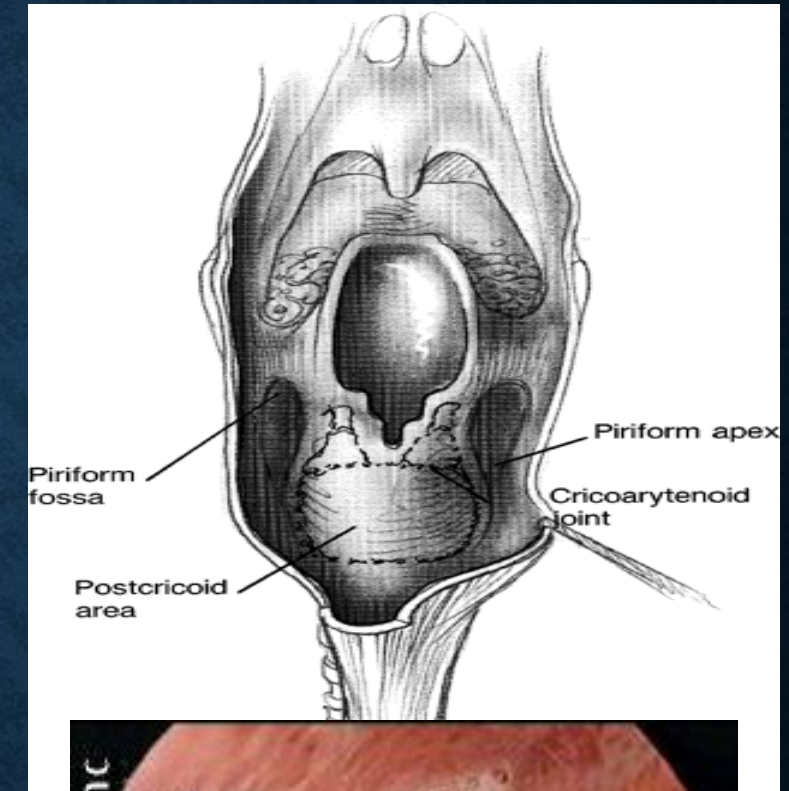 Piriform apex
Piriform
fossa
Cricoarytenoid
joint
Postcricoid
area